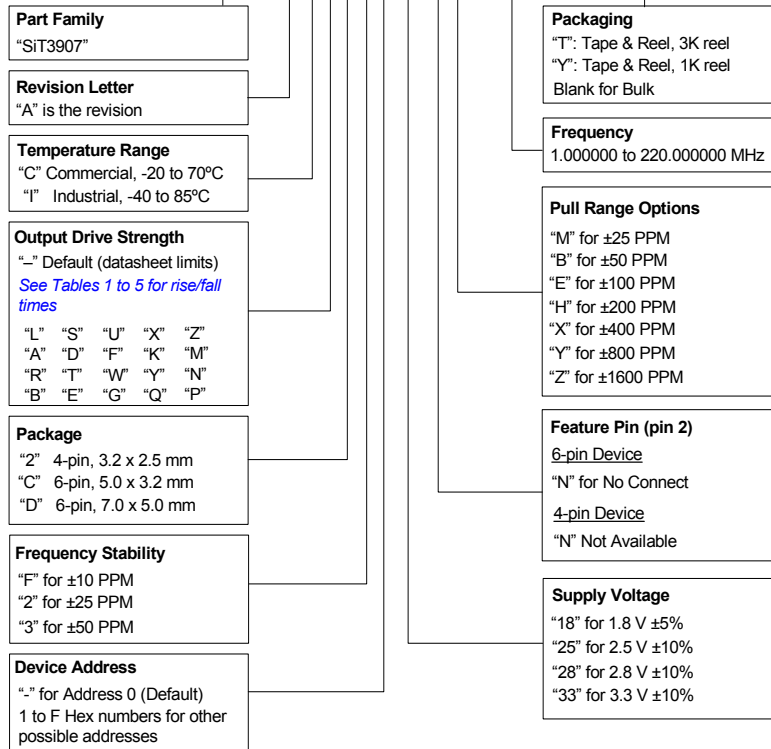 Part Family
“SiT3907”
Revision Letter
“A” is the revision
Temperature Range
“C” Commercial, -20 to 70ºC
“I” Industrial, -40 to 85ºC
Output Drive Strength
“–” Default (datasheet limits)
See Tables 1 to 5 for rise/fall
times
“L” “S” “U” “X” “Z”
“A” “D” “F” “K” “M”
“R” “T” “W” “Y” “N”
“B” “E” “G” “Q” “P”
Package
“2” 4-pin, 3.2 x 2.5 mm
“C” 6-pin, 5.0 x 3.2 mm
“D” 6-pin, 7.0 x 5.0 mm
Frequency Stability
“F” for ±10 PPM
“2” for ±25 PPM
“3” for ±50 PPM
Device Address
“-” for Address 0 (Default)
1 to F Hex numbers for other
possible addresses
Packaging
“T”: Tape & Reel, 3K reel
“Y”: Tape & Reel, 1K reel
Blank for Bulk
Frequency
1.000000 to 220.000000 MHz
Pull Range Options
“M” for ±25 PPM
“B” for ±50 PPM
“E” for ±100 PPM
“H” for ±200 PPM
“X” for ±400 PPM
“Y” for ±800 PPM
“Z” for ±1600 PPM
Feature Pin (pin 2)
6-pin Device
“N” for No Connect
4-pin Device
“N” Not Available
Supply Voltage
“18” for 1.8 V ±5%
“25” for 2.5 V ±10%
“28” for 2.8 V ±10%
“33” for 3.3 V ±10%